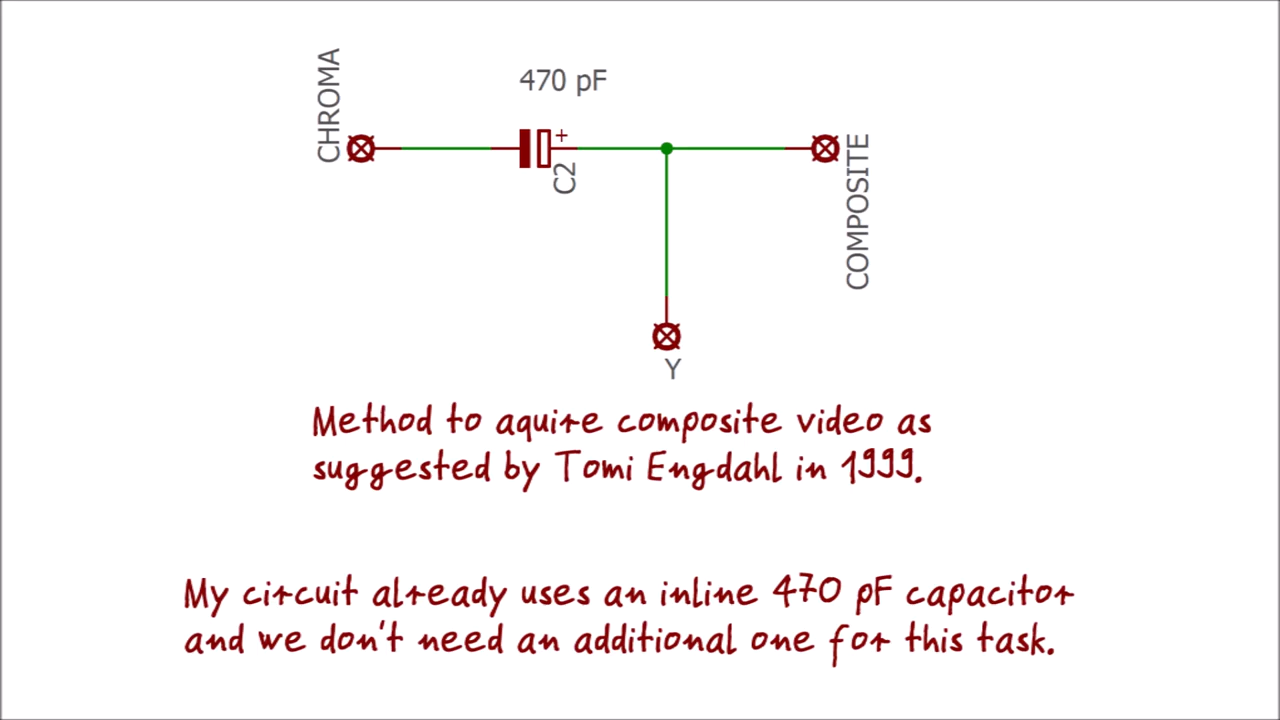 CHROMA
470 pF
+
C2
COMPOSITE
Y
Method to aquire composite video as
suggested by Tomi Engdahl in 1999.
My circuit already uses an inline 470 pF capacitor
and we don't need an additional one for this task.